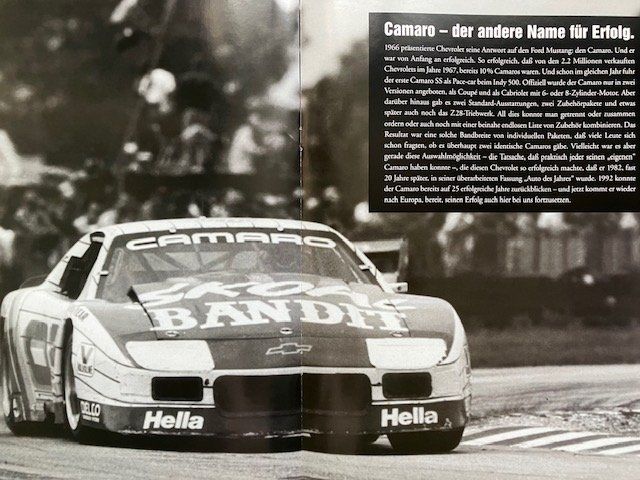 Camaro – der andere Name für Erfolg.
1966 präsentierte Chevrolet seine Antwort auf den Ford Mustang: den Camaro. Und er
war von Anfang an erfolgreich. So erfolgreich, daß von den 2.2 Millionen verkauften
Chevrolets im Jahre 1967, bereits 10% Camaros waren. Und schon im gleichen Jahr fuhr
der erste Camaro SS als Pace-car beim Indy 500. Offiziell wurde der Camaro nur in zwei
Versionen angeboten, als Coupé und als Cabriolet mit 6- oder 8-Zylinder-Motor. Aber
darüber hinaus gab es zwei Standard-Ausstattungen, zwei Zubehörpakete und etwas
später auch noch das Z28-Triebwerk. All dies konnte man getrennt oder zusammen
ordern oder auch noch mit einer beinahe endlosen Liste von Zubehör kombinieren. Das
Resultat war eine solche Bandbreite von individuellen Paketen, daß viele Leute sich
schon fragten, ob es überhaupt zwei identische Camaros gäbe. Vielleicht war es aber
gerade diese Auswahlmöglichkeit – die Tatsache, daß praktisch jeder seinen „eigenen“
Camaro haben konnte –, die diesen Chevrolet so erfolgreich machte, daß er 1982, fast
20 Jahre später, in seiner überarbeiteten Fassung „Auto des Jahres“ wurde. 1992 konnte
der Camaro bereits auf 25 erfolgreiche Jahre zurückblicken – und jetzt kommt er wieder
nach Europa, bereit, seinen Erfolg auch hier bei uns fortzusetzen.
CAMARO
SKOAL
BANDIT
VALVOLINE
DELCO
Hella
Hella